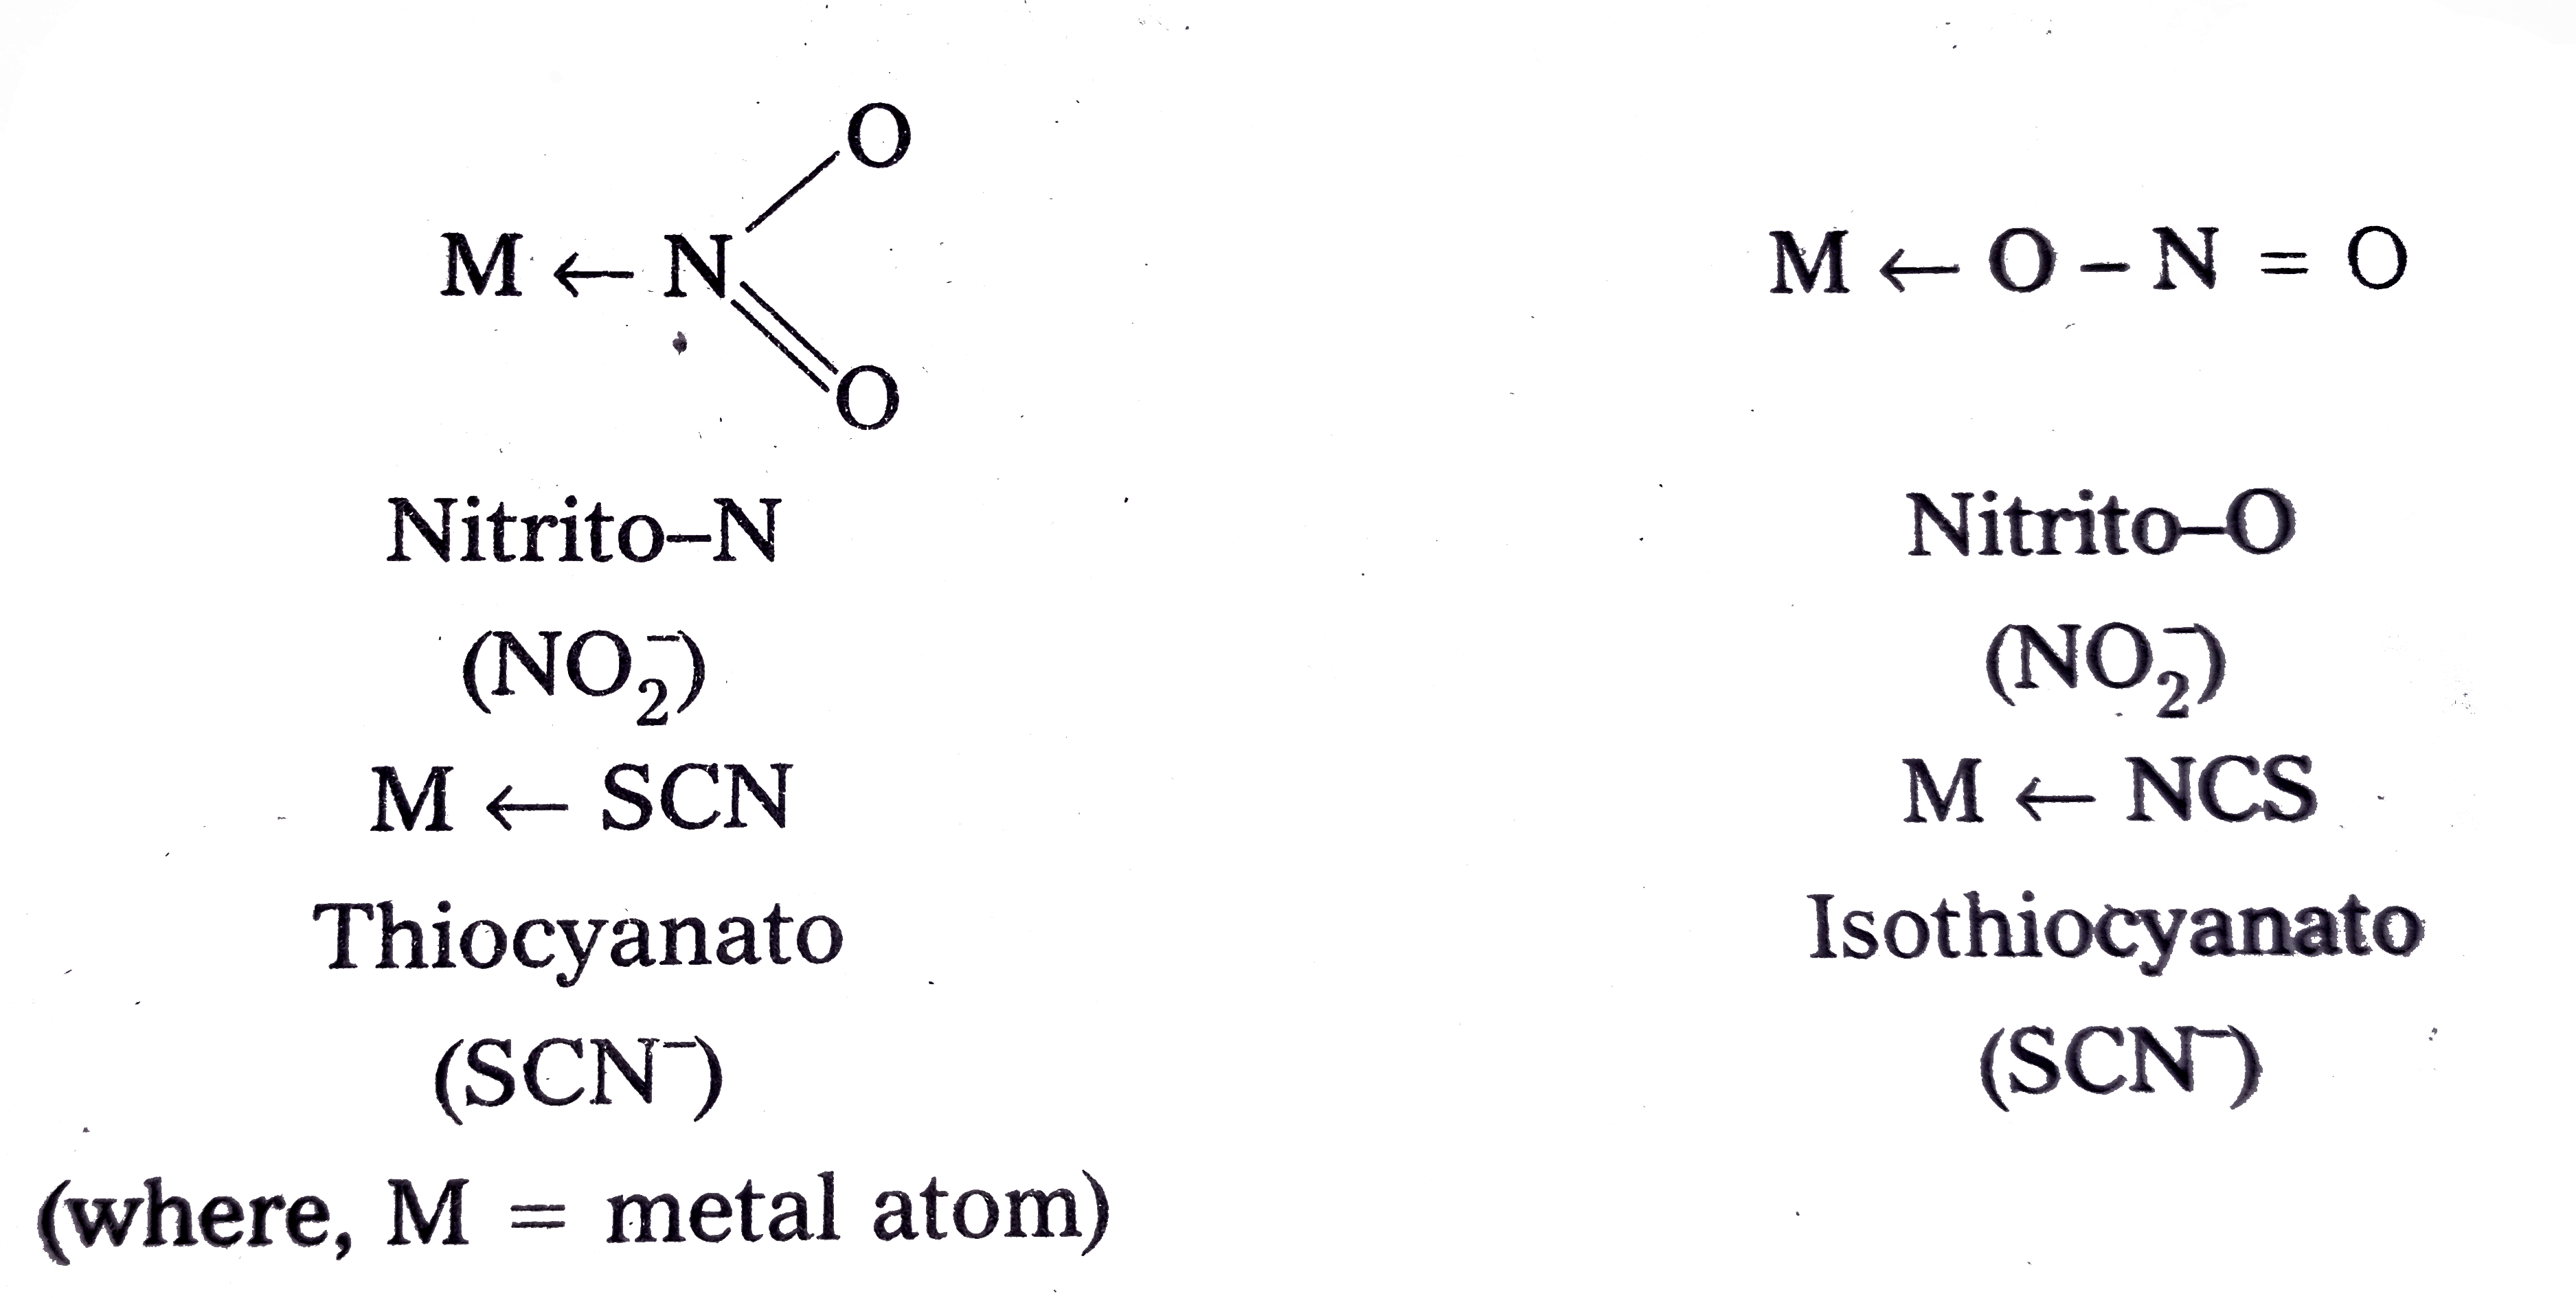 O
M ← N
O
M ← O – N = O
Nitrito–N
Nitrito–O
(NO₂⁻)
(NO₂⁻)
M ← SCN
M ← NCS
Thiocyanato
Isothiocyanato
(SCN⁻)
(SCN⁻)
(where, M = metal atom)